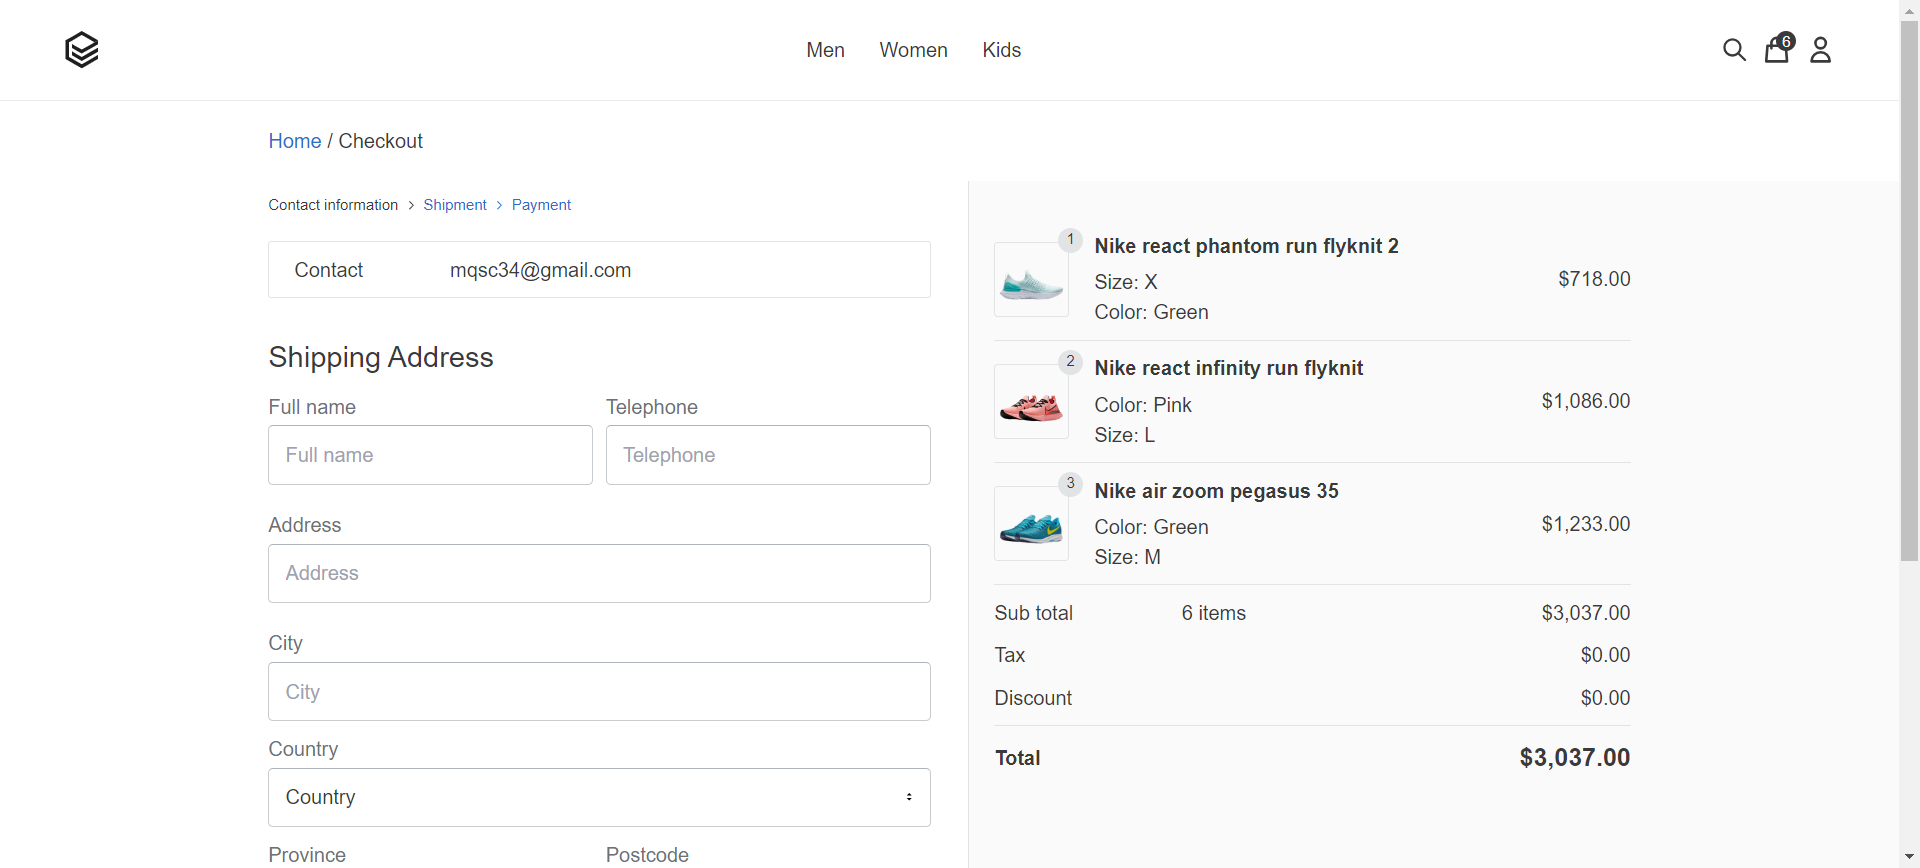 Men Women Kids
6
Home / Checkout
Contact information > Shipment > Payment
Contact mqsc34@gmail.com
Shipping Address
Full name Telephone
Full name Telephone
Address
Address
City
City
Country
Country
Province Postcode
1
Nike react phantom run flyknit 2
Size: X
$718.00
Color: Green
2
Nike react infinity run flyknit
Color: Pink
$1,086.00
Size: L
3
Nike air zoom pegasus 35
Color: Green
$1,233.00
Size: M
Sub total 6 items $3,037.00
Tax $0.00
Discount $0.00
Total $3,037.00